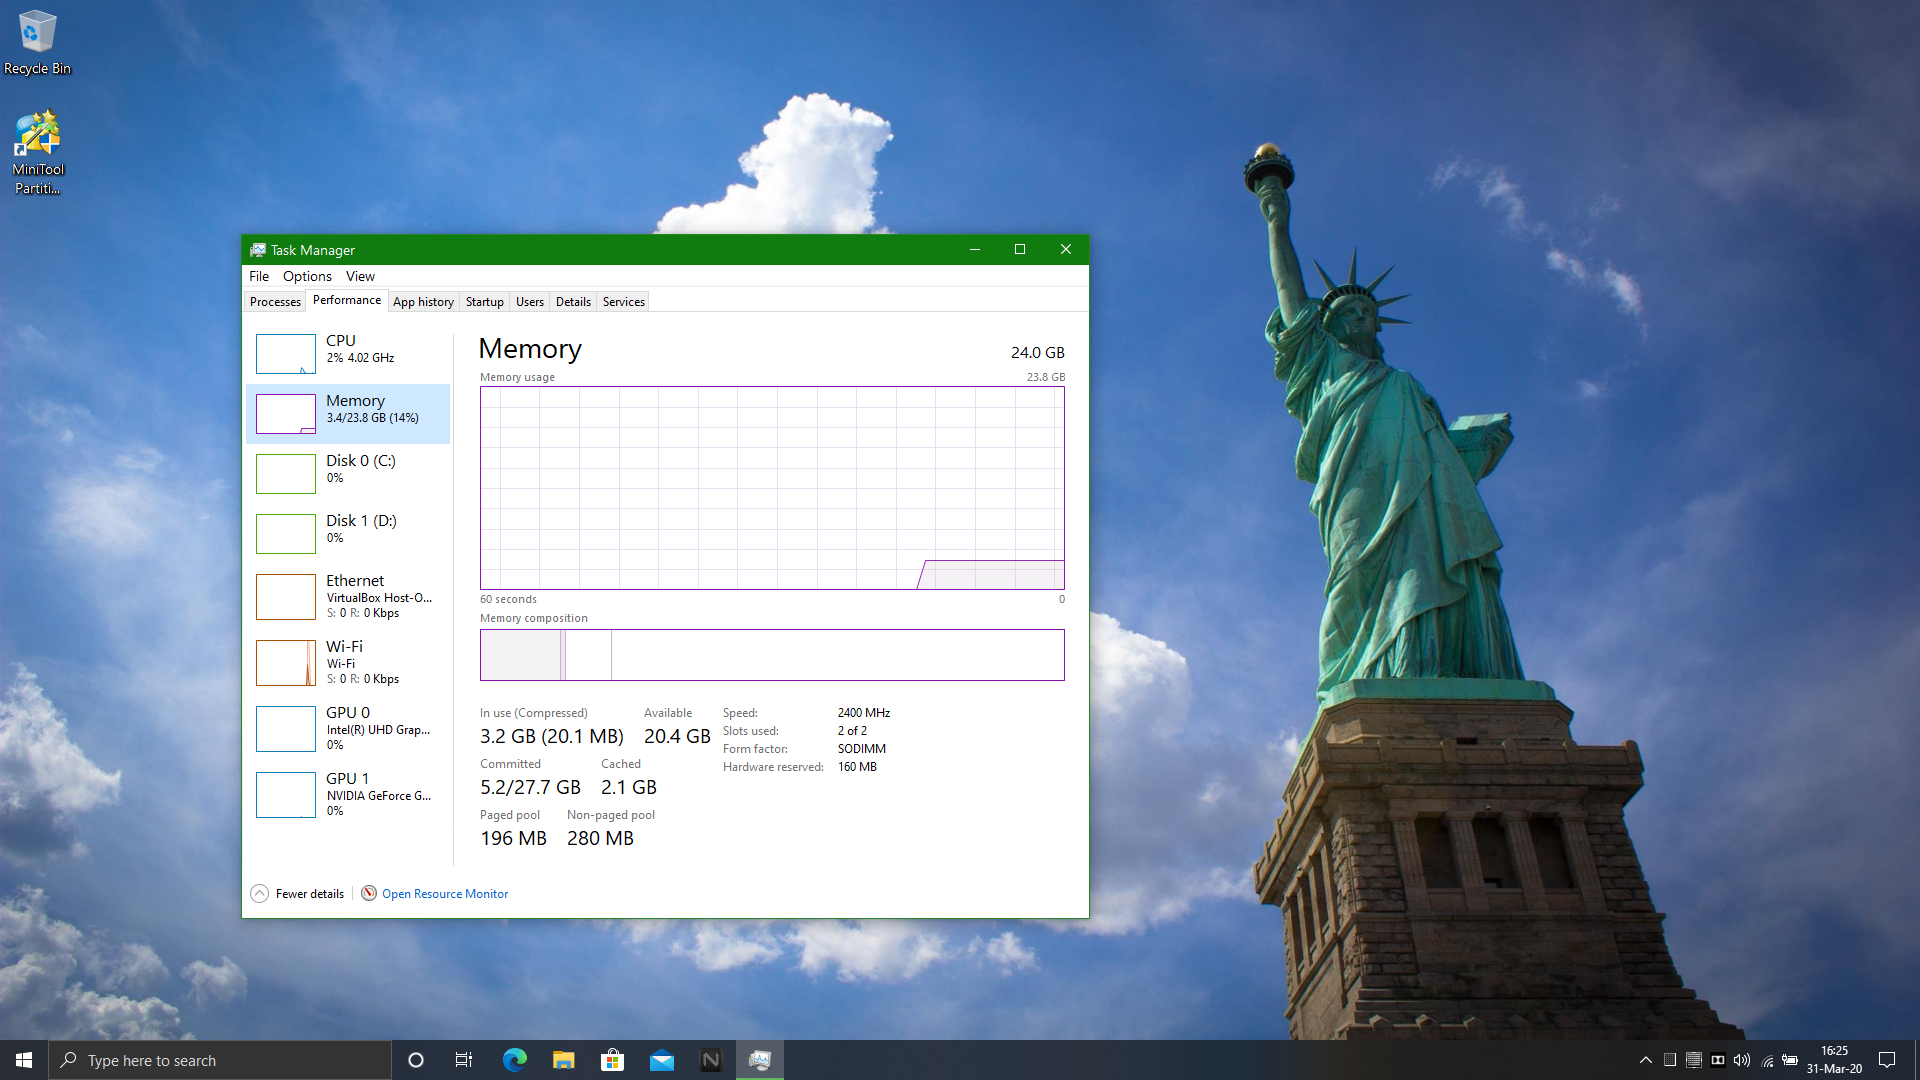 Recycle Bin
MiniTool
Partiti...
Task Manager
File Options View
Processes Performance App history Startup Users Details Services
CPU
2% 4.02 GHz
Memory
3.4/23.8 GB (14%)
Disk 0 (C:)
0%
Disk 1 (D:)
0%
Ethernet
VirtualBox Host-O...
S: 0 R: 0 Kbps
Wi-Fi
Wi-Fi
S: 0 R: 0 Kbps
GPU 0
Intel(R) UHD Grap...
0%
GPU 1
NVIDIA GeForce G...
0%
Memory 24.0 GB
Memory usage 23.8 GB
60 seconds 0
Memory composition
In use (Compressed) Available
3.2 GB (20.1 MB) 20.4 GB
Committed Cached
5.2/27.7 GB 2.1 GB
Paged pool Non-paged pool
196 MB 280 MB
Speed: 2400 MHz
Slots used: 2 of 2
Form factor: SODIMM
Hardware reserved: 160 MB
Fewer details Open Resource Monitor
Type here to search
16:25
31-Mar-20